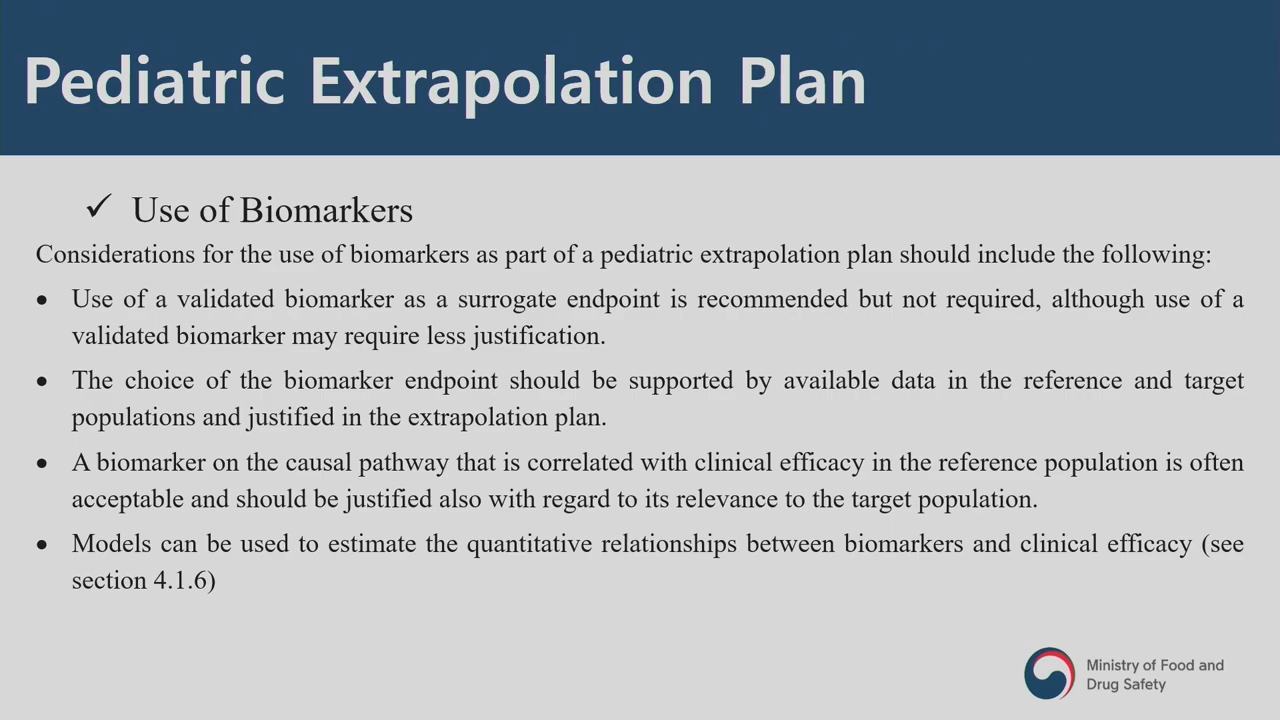 Pediatric Extrapolation Plan
✓ Use of Biomarkers
Considerations for the use of biomarkers as part of a pediatric extrapolation plan should include the following:
• Use of a validated biomarker as a surrogate endpoint is recommended but not required, although use of a
validated biomarker may require less justification.
• The choice of the biomarker endpoint should be supported by available data in the reference and target
populations and justified in the extrapolation plan.
• A biomarker on the causal pathway that is correlated with clinical efficacy in the reference population is often
acceptable and should be justified also with regard to its relevance to the target population.
• Models can be used to estimate the quantitative relationships between biomarkers and clinical efficacy (see
section 4.1.6)
Ministry of Food and
Drug Safety